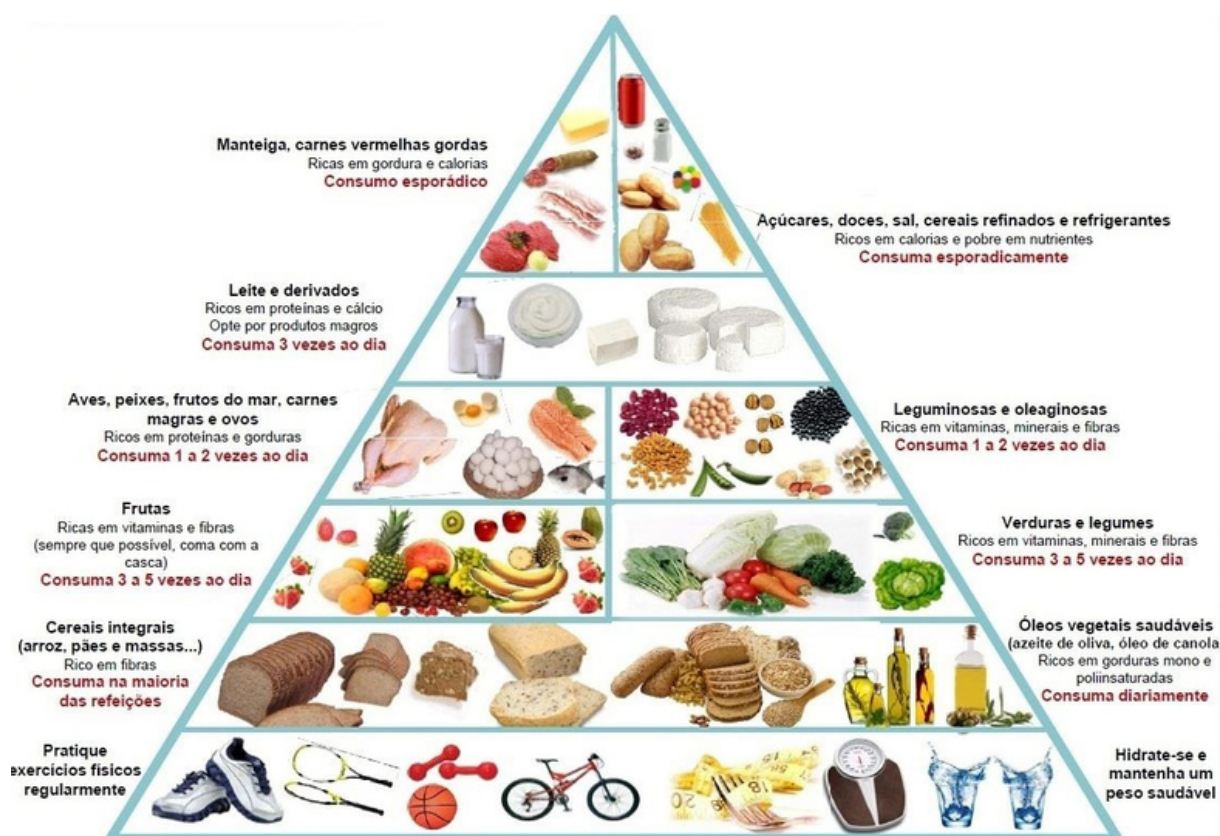 Manteiga, carnes vermelhas gordas
Ricas em gordura e calorias
Consumo esporádico
Açúcares, doces, sal, cereais refinados e refrigerantes
Ricos em calorias e pobre em nutrientes
Consuma esporadicamente
Leite e derivados
Ricos em proteínas e cálcio
Opte por produtos magros
Consuma 3 vezes ao dia
Aves, peixes, frutos do mar, carnes
magras e ovos
Ricos em proteínas e gorduras
Consuma 1 a 2 vezes ao dia
Leguminosas e oleaginosas
Ricas em vitaminas, minerais e fibras
Consuma 1 a 2 vezes ao dia
Frutas
Ricas em vitaminas e fibras
(sempre que possível, coma com a
casca)
Consuma 3 a 5 vezes ao dia
Verduras e legumes
Ricos em vitaminas, minerais e fibras
Consuma 3 a 5 vezes ao dia
Cereais integrais
(arroz, pães e massas...)
Rico em fibras
Consuma na maioria
das refeições
Óleos vegetais saudáveis
(azeite de oliva, óleo de canola
Ricos em gorduras mono e
poliinsaturadas
Consuma diariamente
Pratique
exercícios físicos
regularmente
Hidrate-se e
mantenha um
peso saudável